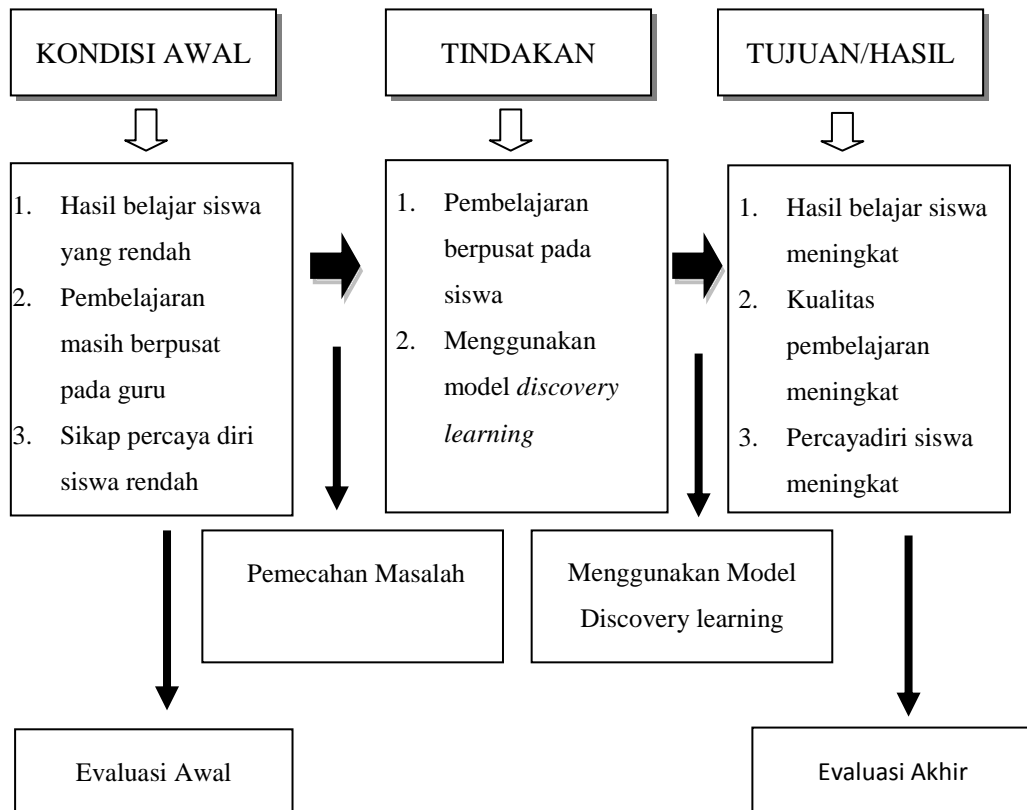 KONDISI AWAL
TINDAKAN
TUJUAN/HASIL
1. Hasil belajar siswa
yang rendah
2. Pembelajaran
masih berpusat
pada guru
3. Sikap percaya diri
siswa rendah
1. Pembelajaran
berpusat pada
siswa
2. Menggunakan
model discovery
learning
1. Hasil belajar siswa
meningkat
2. Kualitas
pembelajaran
meningkat
3. Percayadiri siswa
meningkat
Pemecahan Masalah
Menggunakan Model
Discovery learning
Evaluasi Awal
Evaluasi Akhir